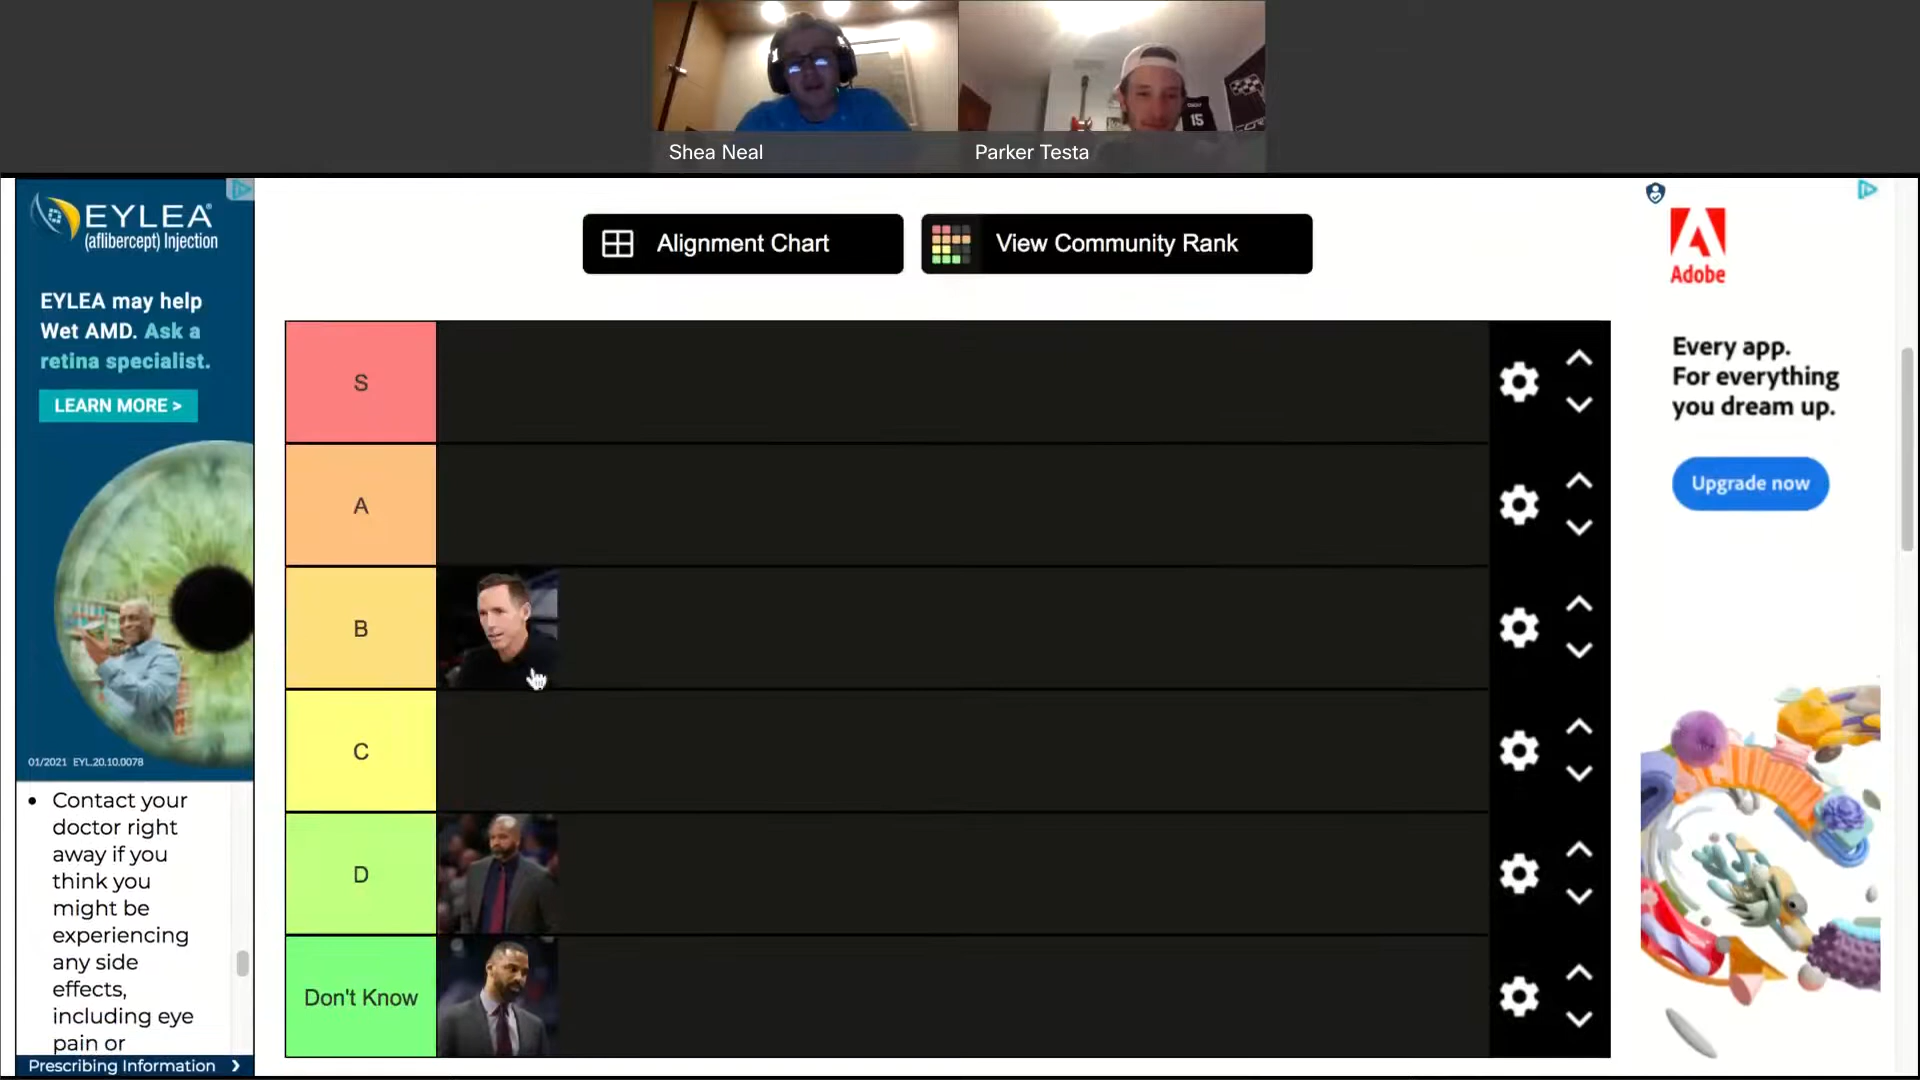 Shea Neal
Parker Testa
15
EYLEA
(aflibercept) Injection
EYLEA may help
Wet AMD. Ask a
retina specialist.
LEARN MORE >
01/2021 EYL.20.10.0078
Contact your
doctor right
away if you
think you
might be
experiencing
any side
effects,
including eye
pain or
Prescribing Information
Alignment Chart
View Community Rank
S
A
B
C
D
Don't Know
Adobe
Every app.
For everything
you dream up.
Upgrade now